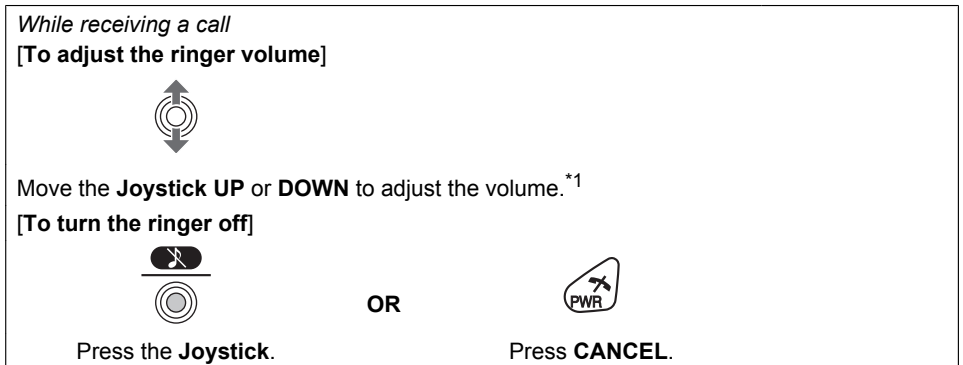 While receiving a call
[To adjust the ringer volume]
Move the Joystick UP or DOWN to adjust the volume.*1
[To turn the ringer off]
OR
PWR
Press the Joystick. Press CANCEL.